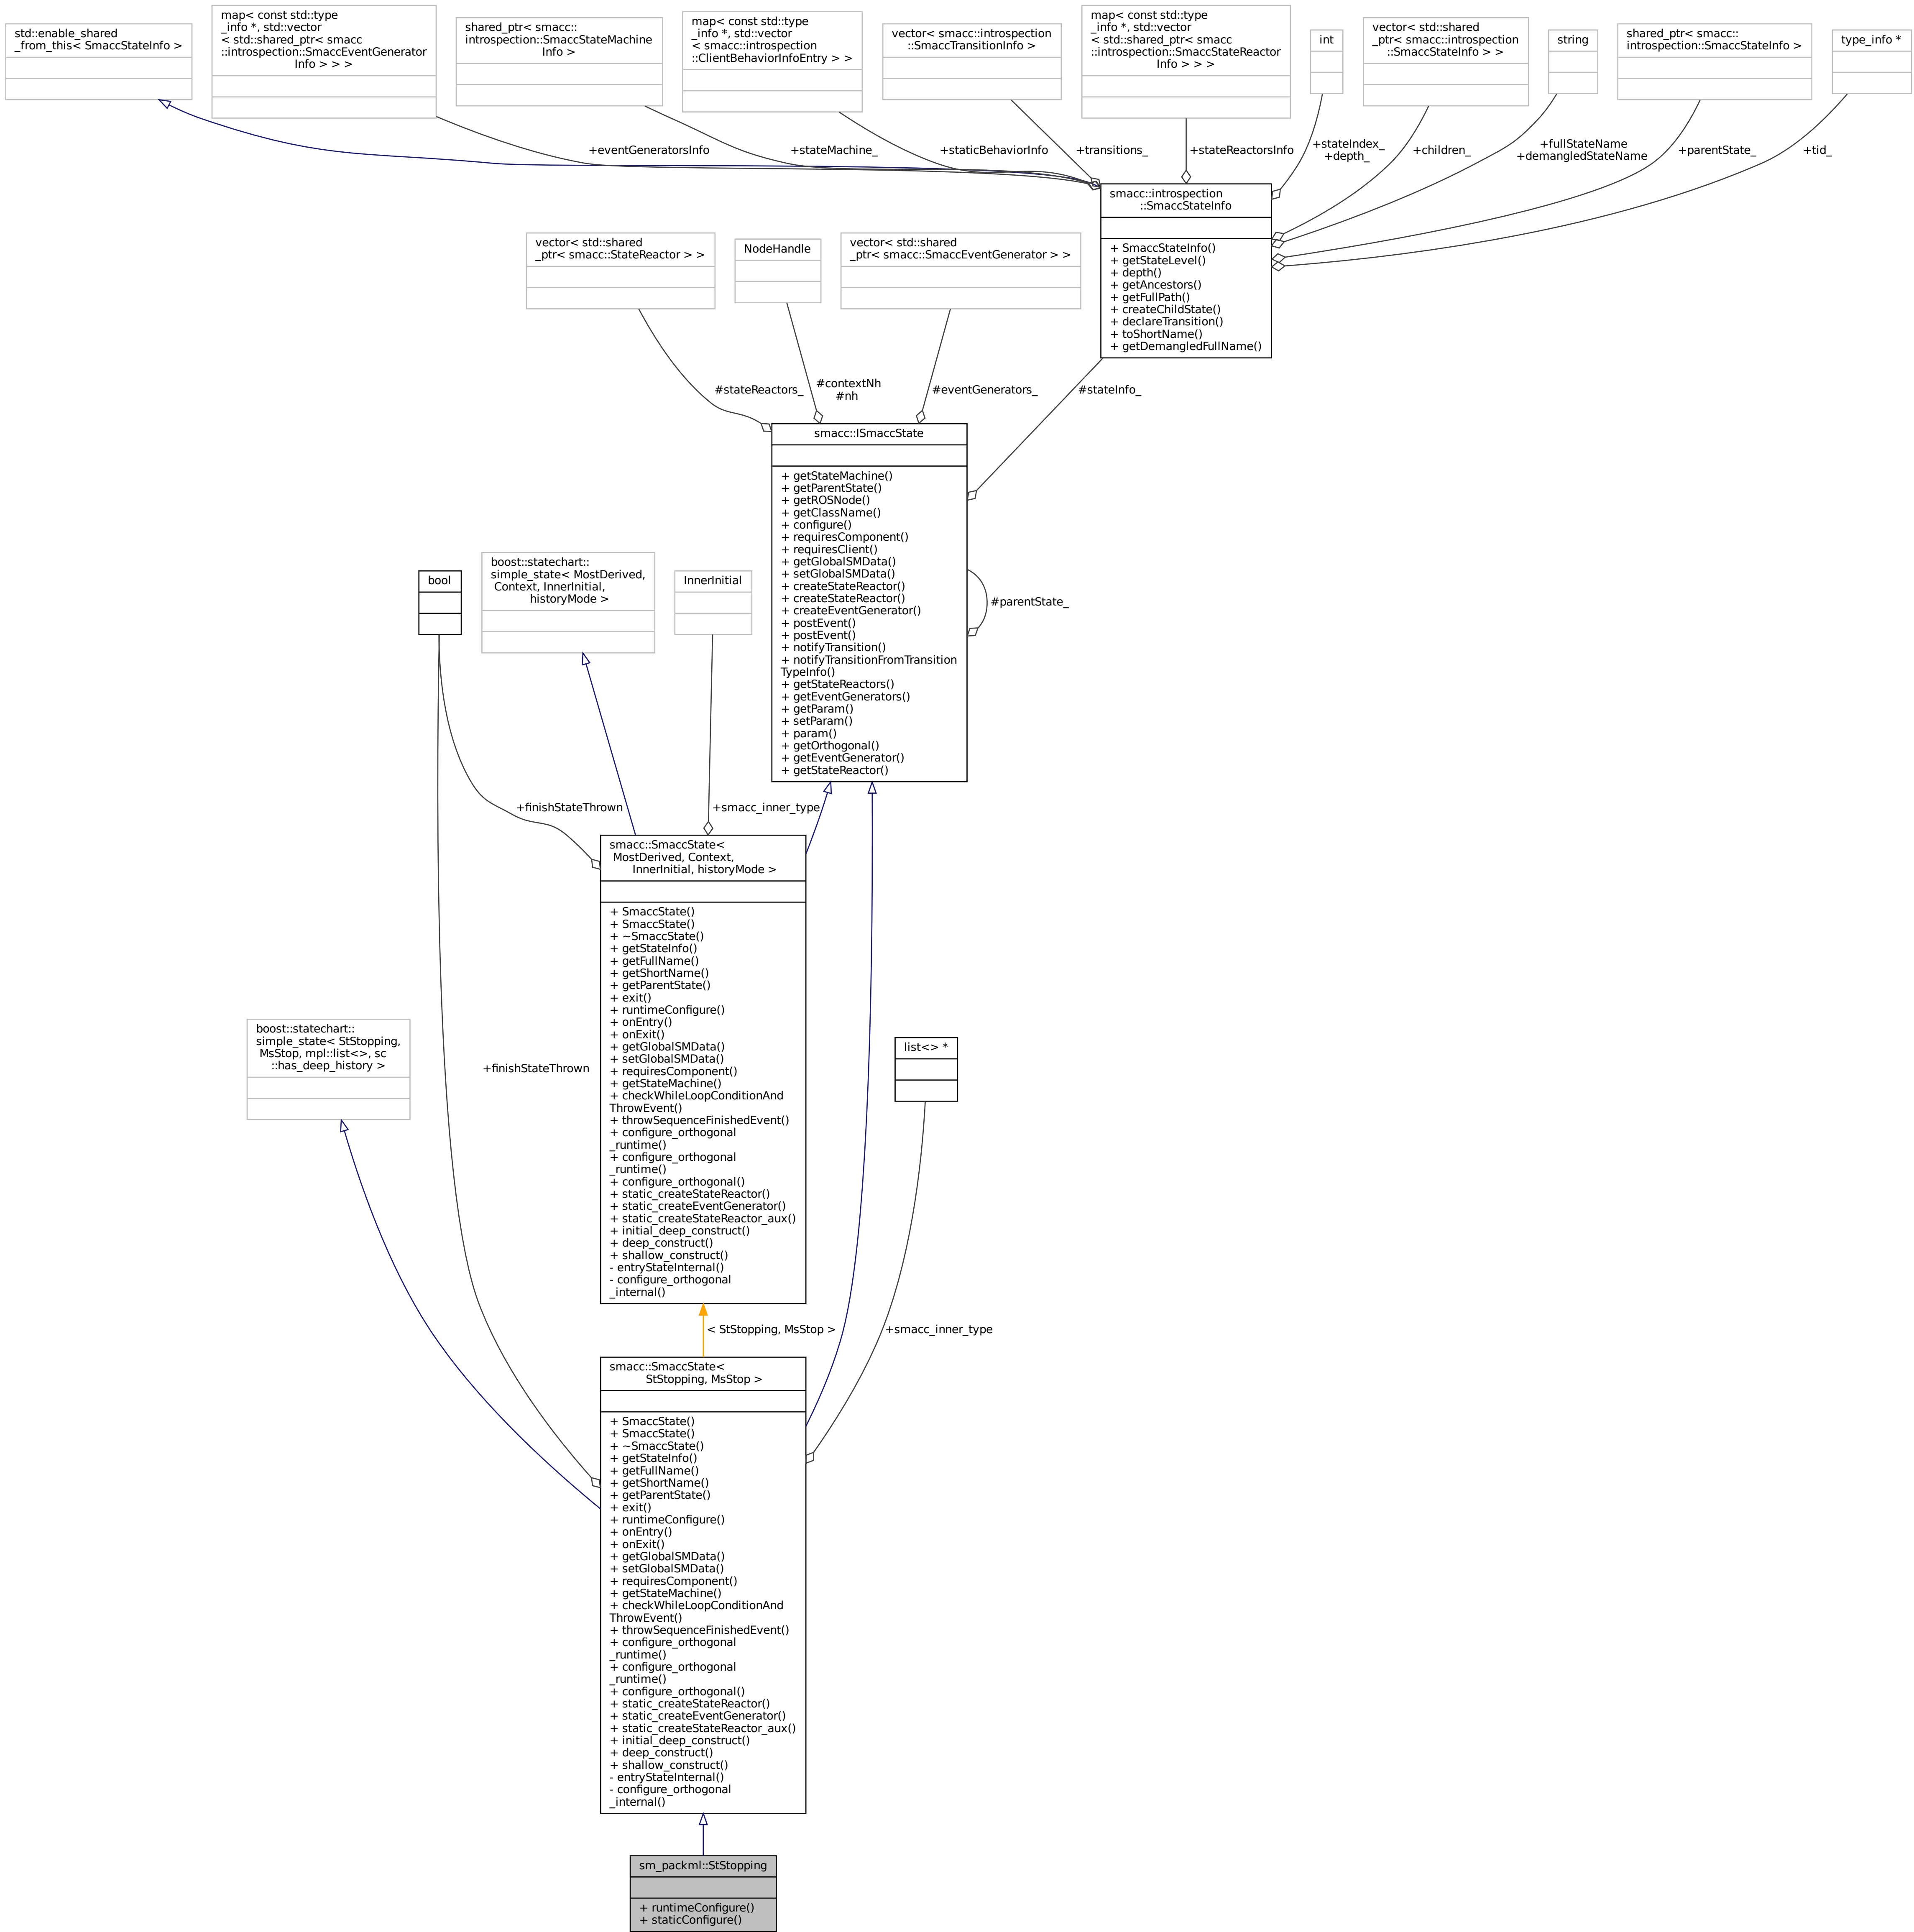 std::enable_shared
_from_this< SmaccStateInfo >
map< const std::type
_info *, std::vector
< std::shared_ptr< smacc
::introspection::SmaccEventGenerator
Info > > >
shared_ptr< smacc::
introspection::SmaccStateMachine
Info >
map< const std::type
_info *, std::vector
< smacc::introspection
::ClientBehaviorInfoEntry > >
vector< smacc::introspection
::SmaccTransitionInfo >
map< const std::type
_info *, std::vector
< std::shared_ptr< smacc
::introspection::SmaccStateReactor
Info > > >
int
vector< std::shared
_ptr< smacc::introspection
::SmaccStateInfo > >
string
shared_ptr< smacc::
introspection::SmaccStateInfo >
type_info *
+eventGeneratorsInfo
+stateMachine_
+staticBehaviorInfo
+transitions_
+stateReactorsInfo
+stateIndex_
+depth_
+children_
+fullStateName
+demangledStateName
+parentState_
+tid_
smacc::introspection
::SmaccStateInfo
+ SmaccStateInfo()
+ getStateLevel()
+ depth()
+ getAncestors()
+ getFullPath()
+ createChildState()
+ declareTransition()
+ toShortName()
+ getDemangledFullName()
vector< std::shared
_ptr< smacc::StateReactor > >
NodeHandle
vector< std::shared
_ptr< smacc::SmaccEventGenerator > >
#stateReactors_
#contextNh
#nh
#eventGenerators_
#stateInfo_
smacc::ISmaccState
+ getStateMachine()
+ getParentState()
+ getROSNode()
+ getClassName()
+ configure()
+ requiresComponent()
+ requiresClient()
+ getGlobalSMData()
+ setGlobalSMData()
+ createStateReactor()
+ createStateReactor()
+ createEventGenerator()
+ postEvent()
+ postEvent()
+ notifyTransition()
+ notifyTransitionFromTransition
TypeInfo()
+ getStateReactors()
+ getEventGenerators()
+ getParam()
+ setParam()
+ param()
+ getOrthogonal()
+ getEventGenerator()
+ getStateReactor()
#parentState_
bool
boost::statechart::
simple_state< MostDerived,
Context, InnerInitial,
historyMode >
InnerInitial
+finishStateThrown
+smacc_inner_type
smacc::SmaccState<
MostDerived, Context,
InnerInitial, historyMode >
+ SmaccState()
+ SmaccState()
+ ~SmaccState()
+ getStateInfo()
+ getFullName()
+ getShortName()
+ getParentState()
+ exit()
+ runtimeConfigure()
+ onEntry()
+ onExit()
+ getGlobalSMData()
+ setGlobalSMData()
+ requiresComponent()
+ getStateMachine()
+ checkWhileLoopConditionAnd
ThrowEvent()
+ throwSequenceFinishedEvent()
+ configure_orthogonal
_runtime()
+ configure_orthogonal
_runtime()
+ configure_orthogonal()
+ static_createStateReactor()
+ static_createEventGenerator()
+ static_createStateReactor_aux()
+ initial_deep_construct()
+ deep_construct()
+ shallow_construct()
- entryStateInternal()
- configure_orthogonal
_internal()
boost::statechart::
simple_state< StStopping,
MsStop, mpl::list<>, sc
::has_deep_history >
+finishStateThrown
list<> *
< StStopping, MsStop >
+smacc_inner_type
smacc::SmaccState<
StStopping, MsStop >
+ SmaccState()
+ SmaccState()
+ ~SmaccState()
+ getStateInfo()
+ getFullName()
+ getShortName()
+ getParentState()
+ exit()
+ runtimeConfigure()
+ onEntry()
+ onExit()
+ getGlobalSMData()
+ setGlobalSMData()
+ requiresComponent()
+ getStateMachine()
+ checkWhileLoopConditionAnd
ThrowEvent()
+ throwSequenceFinishedEvent()
+ configure_orthogonal
_runtime()
+ configure_orthogonal
_runtime()
+ configure_orthogonal()
+ static_createStateReactor()
+ static_createEventGenerator()
+ static_createStateReactor_aux()
+ initial_deep_construct()
+ deep_construct()
+ shallow_construct()
- entryStateInternal()
- configure_orthogonal
_internal()
sm_packml::StStopping
+ runtimeConfigure()
+ staticConfigure()